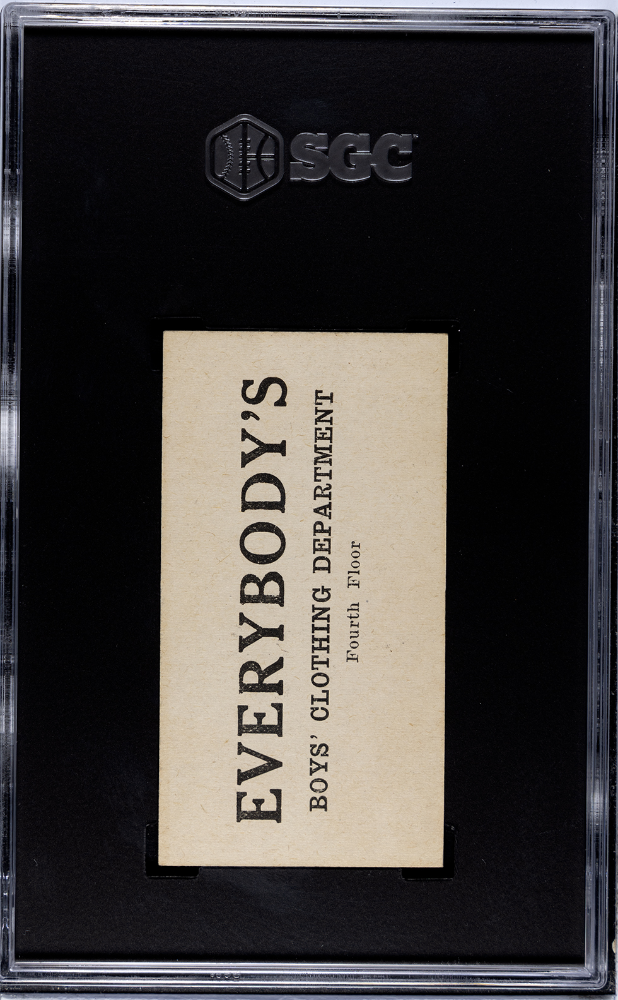 SGC
EVERYBODY'S
BOYS' CLOTHING DEPARTMENT
Fourth Floor